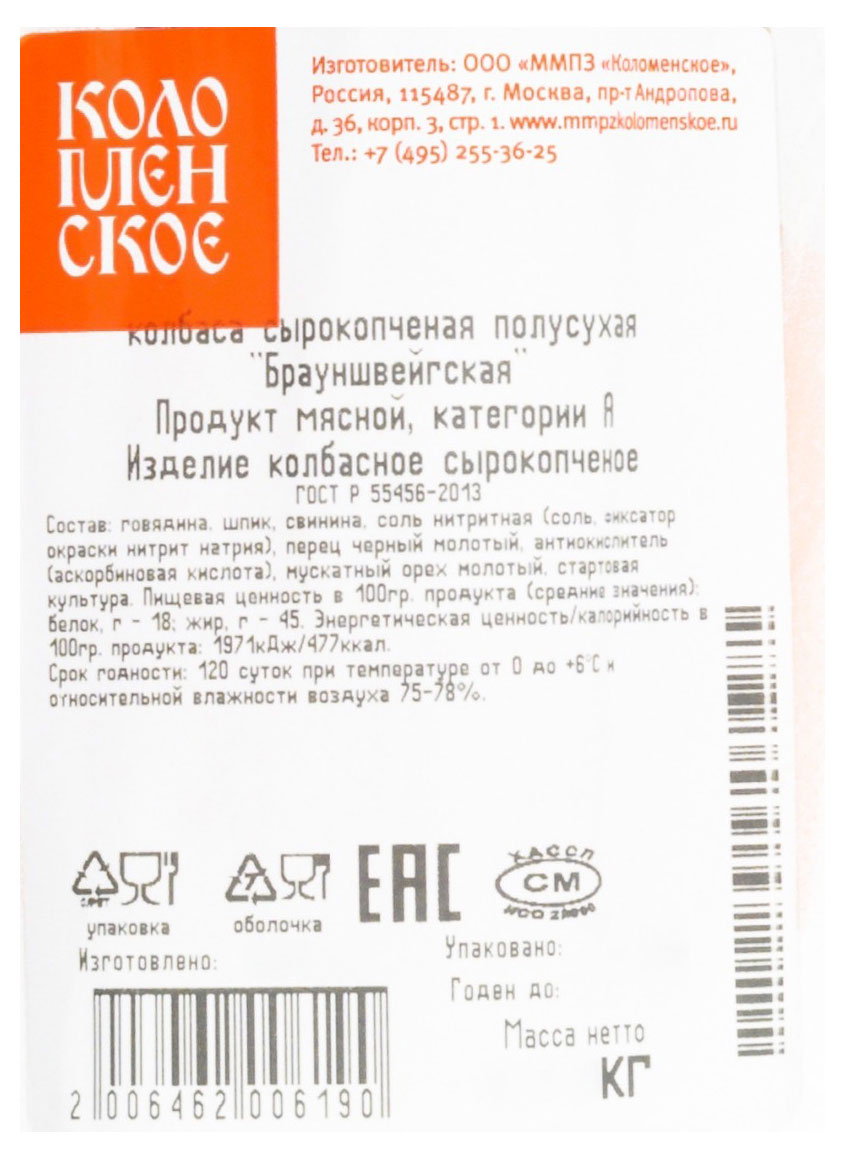 КОЛО
МЕН
СКОЕ
Изготовитель: ООО «ММПЗ «Коломенское»,
Россия, 115487, г. Москва, пр-т Андропова,
д. 36, корп. 3, стр. 1. www.mmpzkolomenskoe.ru
Тел.: +7 (495) 255-36-25
колбаса сырокопченая полусухая
"Брауншвейгская"
Продукт мясной, категории А
Изделие колбасное сырокопченое
ГОСТ Р 55456-2013
Состав: говядина, шпик, свинина, соль нитритная (соль, фиксатор
окраски нитрит натрия), перец черный молотый, антиокислитель
(аскорбиновая кислота), мускатный орех молотый, стартовая
культура. Пищевая ценность в 100гр. продукта (средние значения):
белок, г - 18; жир, г - 45. Энергетическая ценность/калорийность в
100гр. продукта: 1971кДж/477ккал.
Срок годности: 120 суток при температуре от 0 до +6°С и
относительной влажности воздуха 75-78%.
упаковка
7
оболочка
ЕАС
ХАССП
СМ
Изготовлено:
Упаковано:
Годен до:
Масса нетто
кг
2 006462 006190